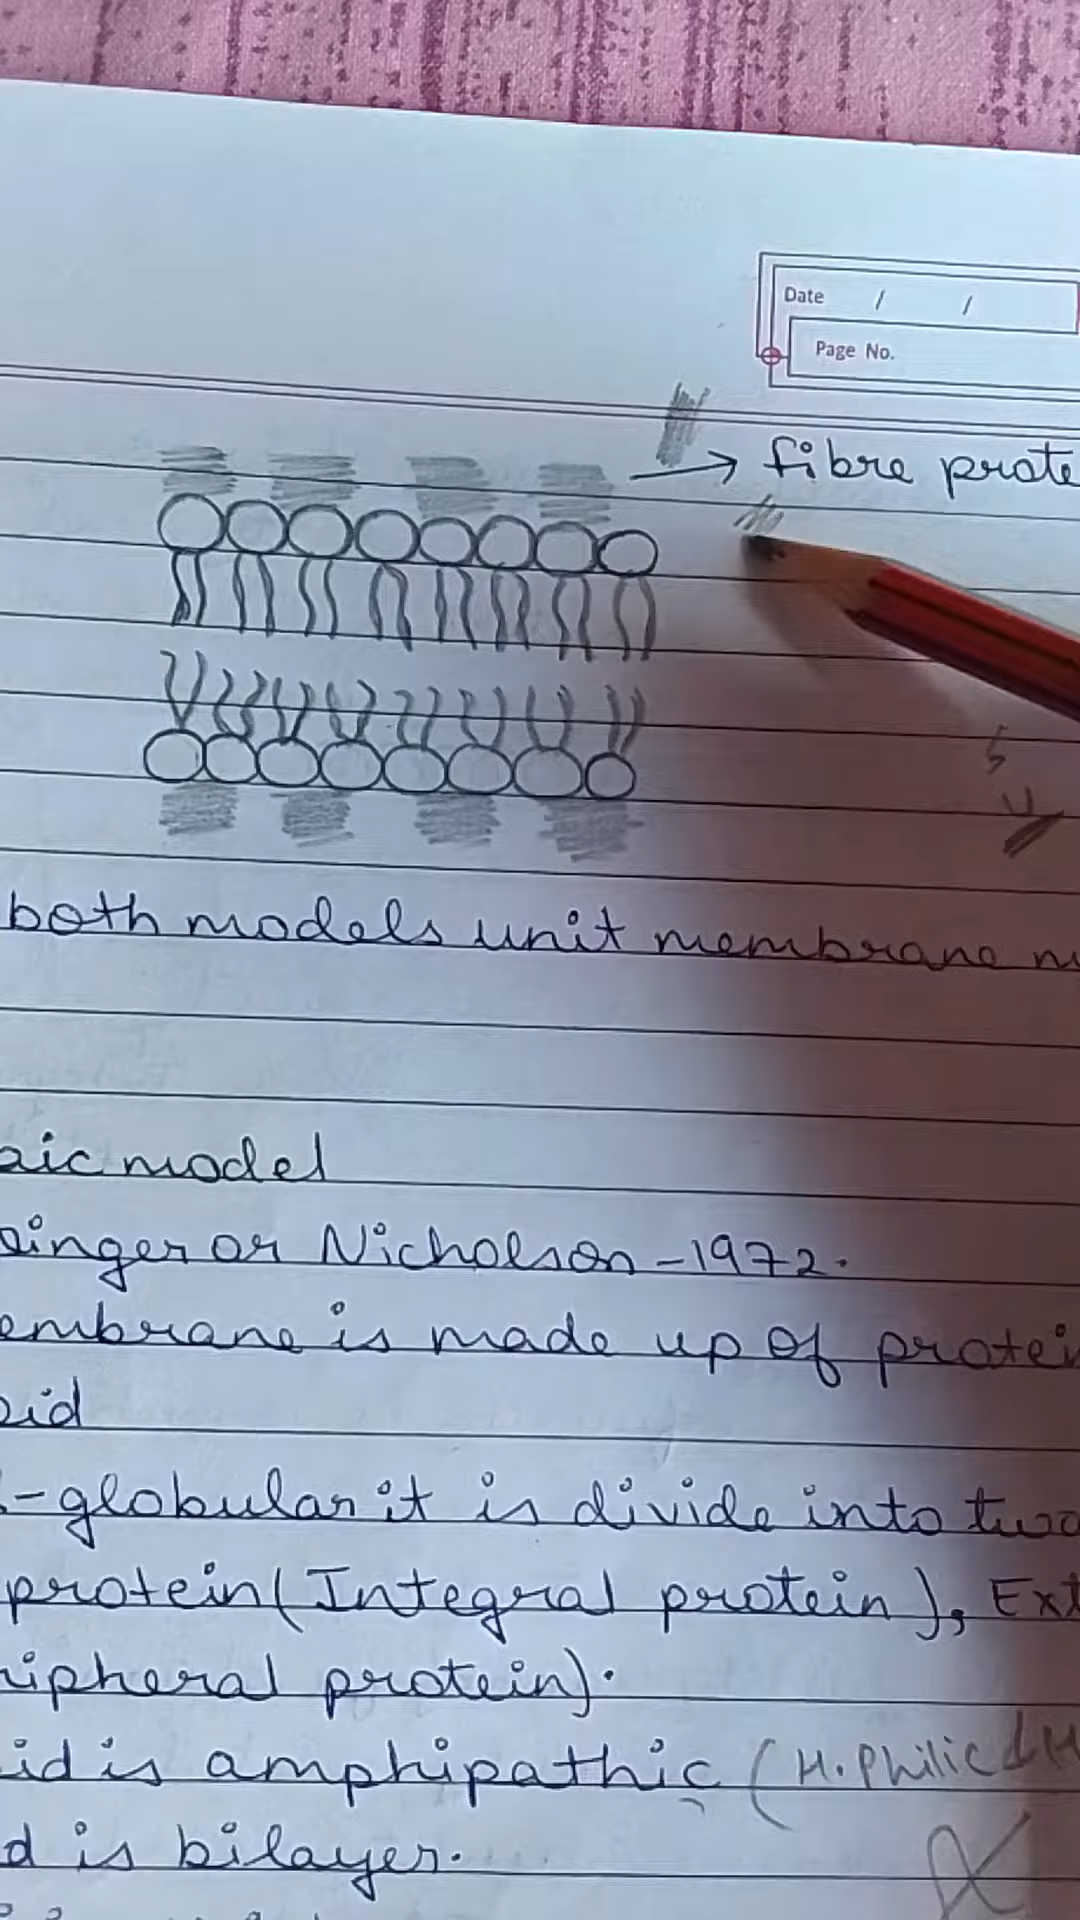 Date / /
Page No.
fibre prote
both models unit membrane m
aic model
inger or Nicholson - 1972.
embrane is made up of protei
id
- globular it is divide into two
protein (Integral protein), Ext
ipheral protein).
id is amphipathic (H. Philic & H
d is bilayer.